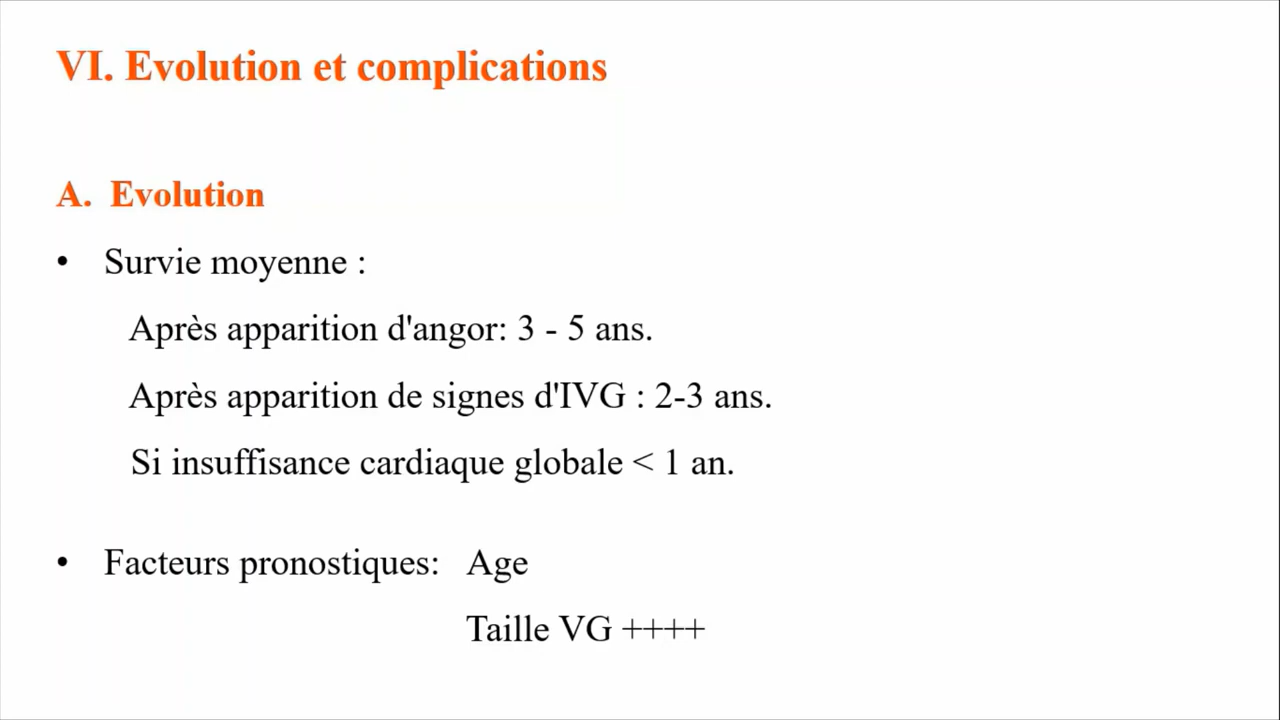 VI. Evolution et complications
A. Evolution
• Survie moyenne :
Après apparition d'angor: 3 - 5 ans.
Après apparition de signes d'IVG : 2-3 ans.
Si insuffisance cardiaque globale < 1 an.
• Facteurs pronostiques: Age
Taille VG ++++